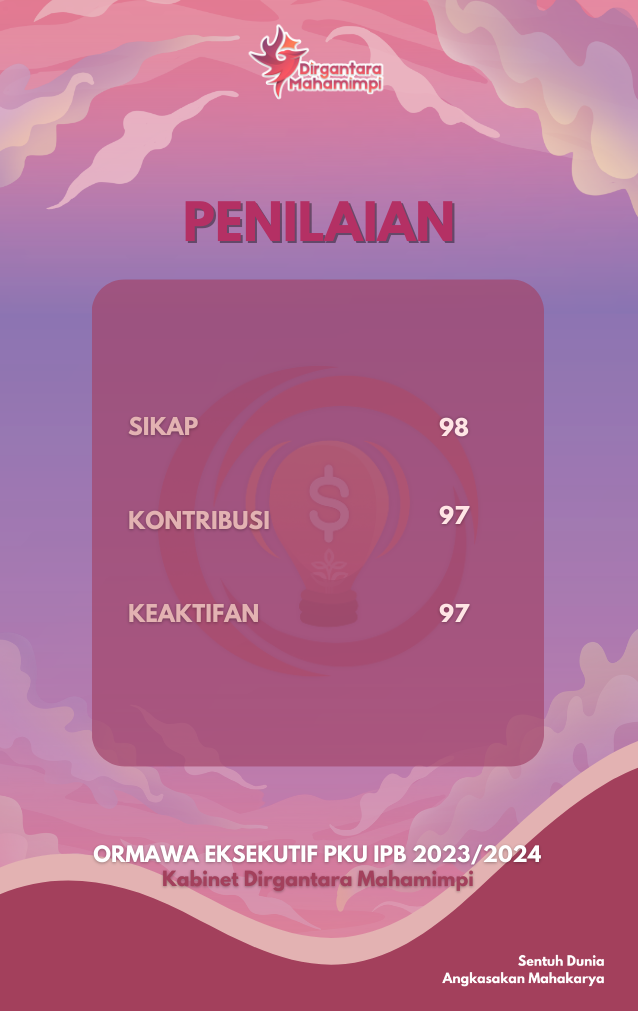 Dirgantara
Mahamimpi
PENILAIAN
SIKAP 98
KONTRIBUSI 97
KEAKTIFAN 97
$
ORMAWA EKSEKUTIF PKU IPB 2023/2024
Kabinet Dirgantara Mahamimpi
Sentuh Dunia
Angkasakan Mahakarya